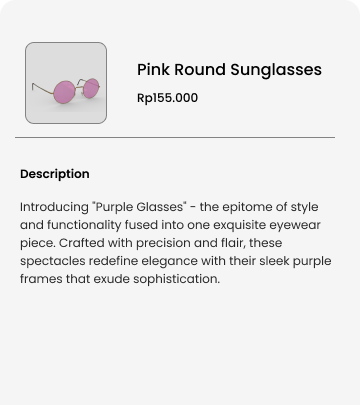 Pink Round Sunglasses
Rp155.000
Description
Introducing "Purple Glasses" - the epitome of style
and functionality fused into one exquisite eyewear
piece. Crafted with precision and flair, these
spectacles redefine elegance with their sleek purple
frames that exude sophistication.